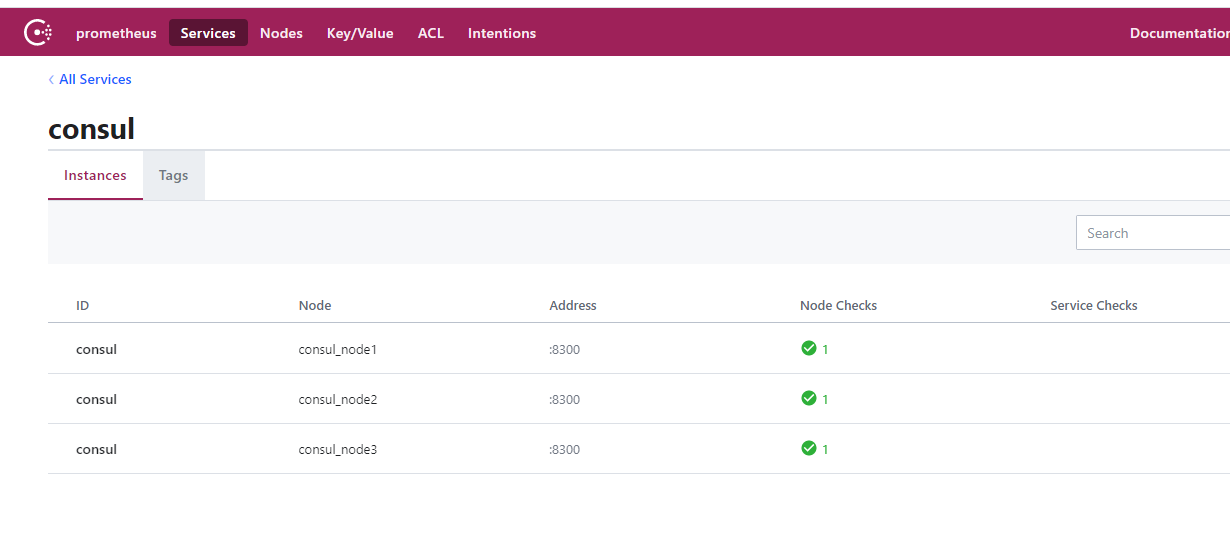 prometheus Services Nodes Key/Value ACL Intentions Documentation
All Services
consul
Instances Tags
Search
ID Node Address Node Checks Service Checks
consul consul_node1 :8300 1
consul consul_node2 :8300 1
consul consul_node3 :8300 1